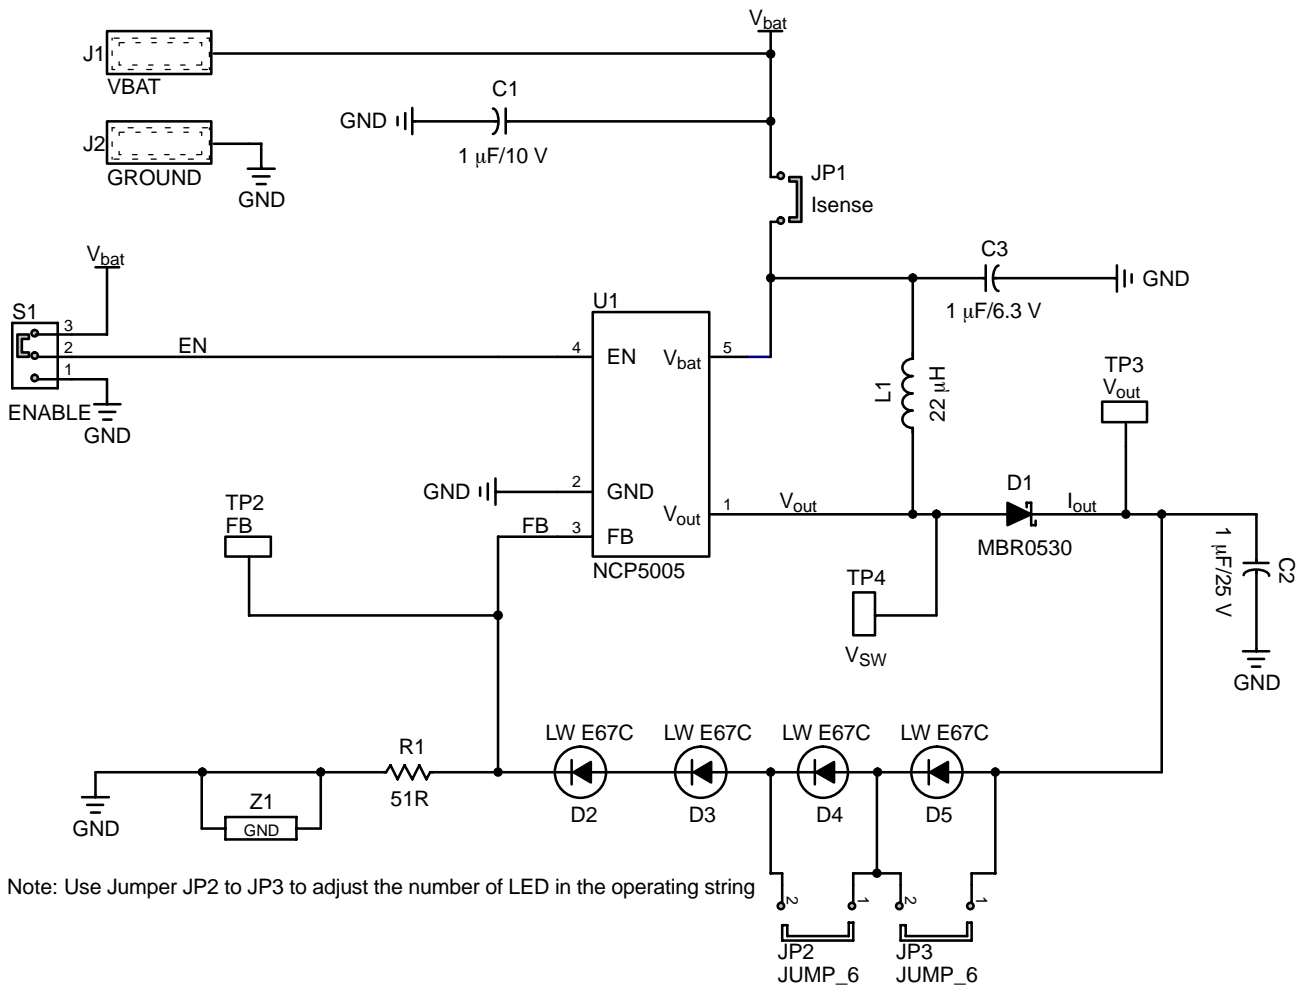 V_bat
J1
VBAT
C1
GND
1 μF/10 V
J2
GROUND
GND
JP1
Isense
V_bat
C3
GND
1 μF/6.3 V
S1
3
2
1
EN
ENABLE
GND
U1
4
EN
V_bat
5
L1
22 μH
TP3
V_out
GND
2
GND
V_out
1
V_out
D1
I_out
MBR0530
TP2
FB
FB
3
FB
NCP5005
1 μF/25 V
C2
TP4
V_SW
GND
LW E67C
LW E67C
LW E67C
LW E67C
R1
51R
D2
D3
D4
D5
GND
Z1
GND
Note: Use Jumper JP2 to JP3 to adjust the number of LED in the operating string
2
1
2
1
JP2
JUMP_6
JP3
JUMP_6